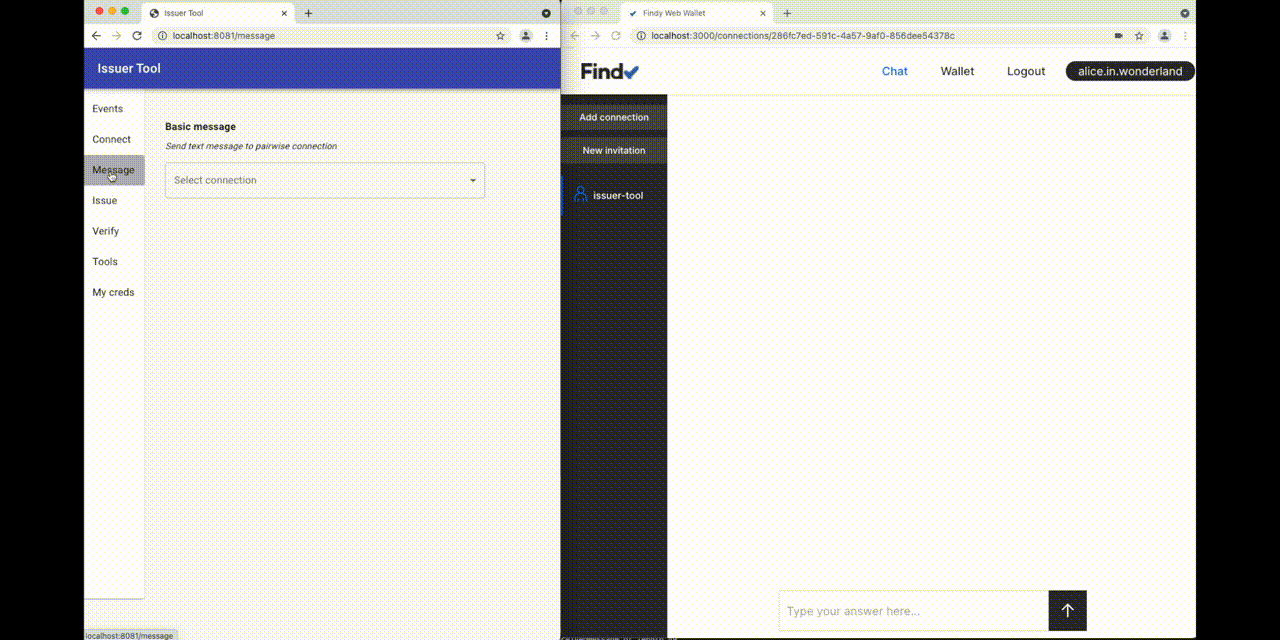 Issuer Tool
localhost:8081/message
Issuer Tool
Events
Connect
Message
Issue
Verify
Tools
My creds
Basic message
Send text message to pairwise connection
Select connection
localhost:8081/message
Findy Web Wallet
localhost:3000/connections/286fc7ed-591c-4a57-9af0-856dee54378c
Find
Chat
Wallet
Logout
alice.in.wonderland
Add connection
New invitation
issuer-tool
Type your answer here...